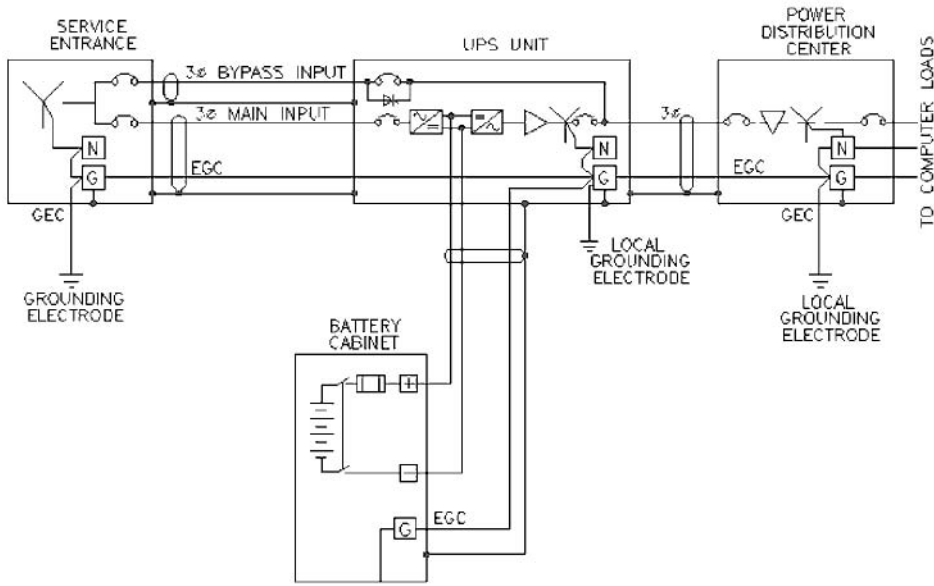 SERVICE
ENTRANCE
UPS UNIT
POWER
DISTRIBUTION
CENTER
3ø BYPASS INPUT
3ø MAIN INPUT
3ø
N
N
N
G
EGC
G
EGC
G
GEC
GEC
TO COMPUTER LOADS
GROUNDING
ELECTRODE
LOCAL
GROUNDING
ELECTRODE
LOCAL
GROUNDING
ELECTRODE
BATTERY
CABINET
+
−
G
EGC